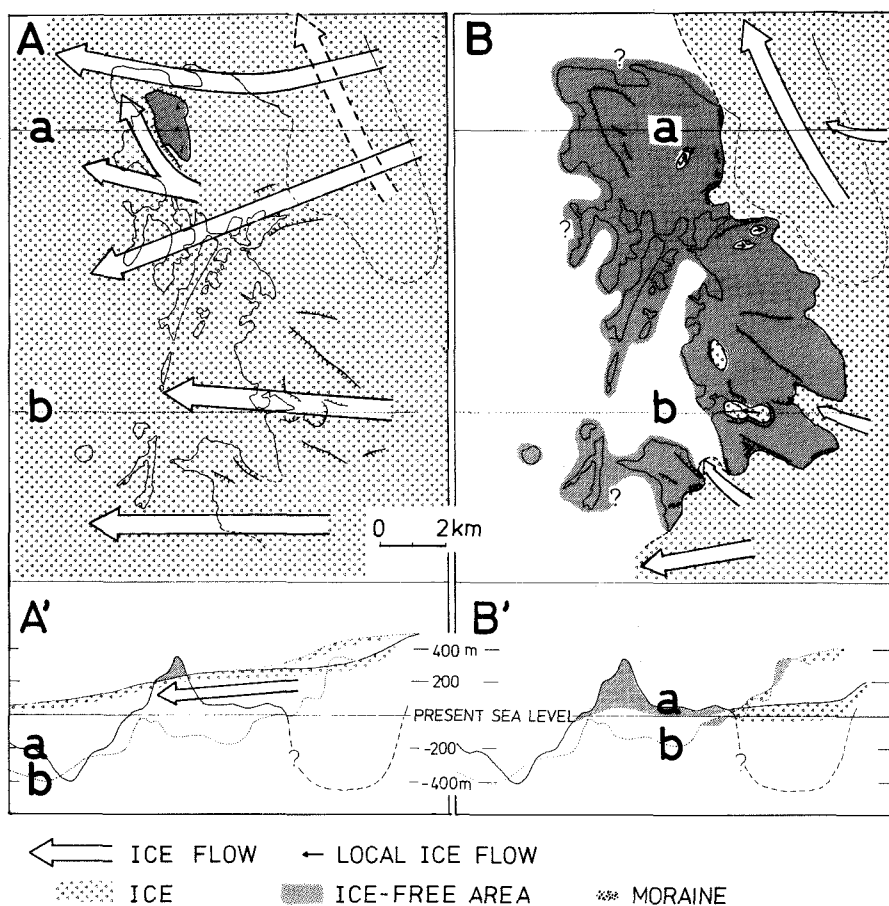 A
B
a
a
?
?
b
b
?
0 2km
A'
B'
400 m
200
PRESENT SEA LEVEL
-200
-400m
a
b
a
b
?
?
ICE FLOW
LOCAL ICE FLOW
ICE
ICE-FREE AREA
MORAINE